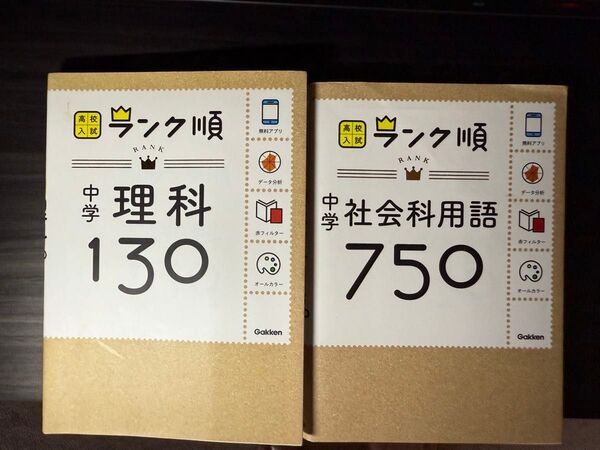 高校入試
ランク順
RANK
中学
理科
130
無料アプリ
データ分析
赤フィルター
オールカラー
Gakken
高校入試
ランク順
RANK
中学
社会科用語
750
無料アプリ
データ分析
赤フィルター
オールカラー
Gakken